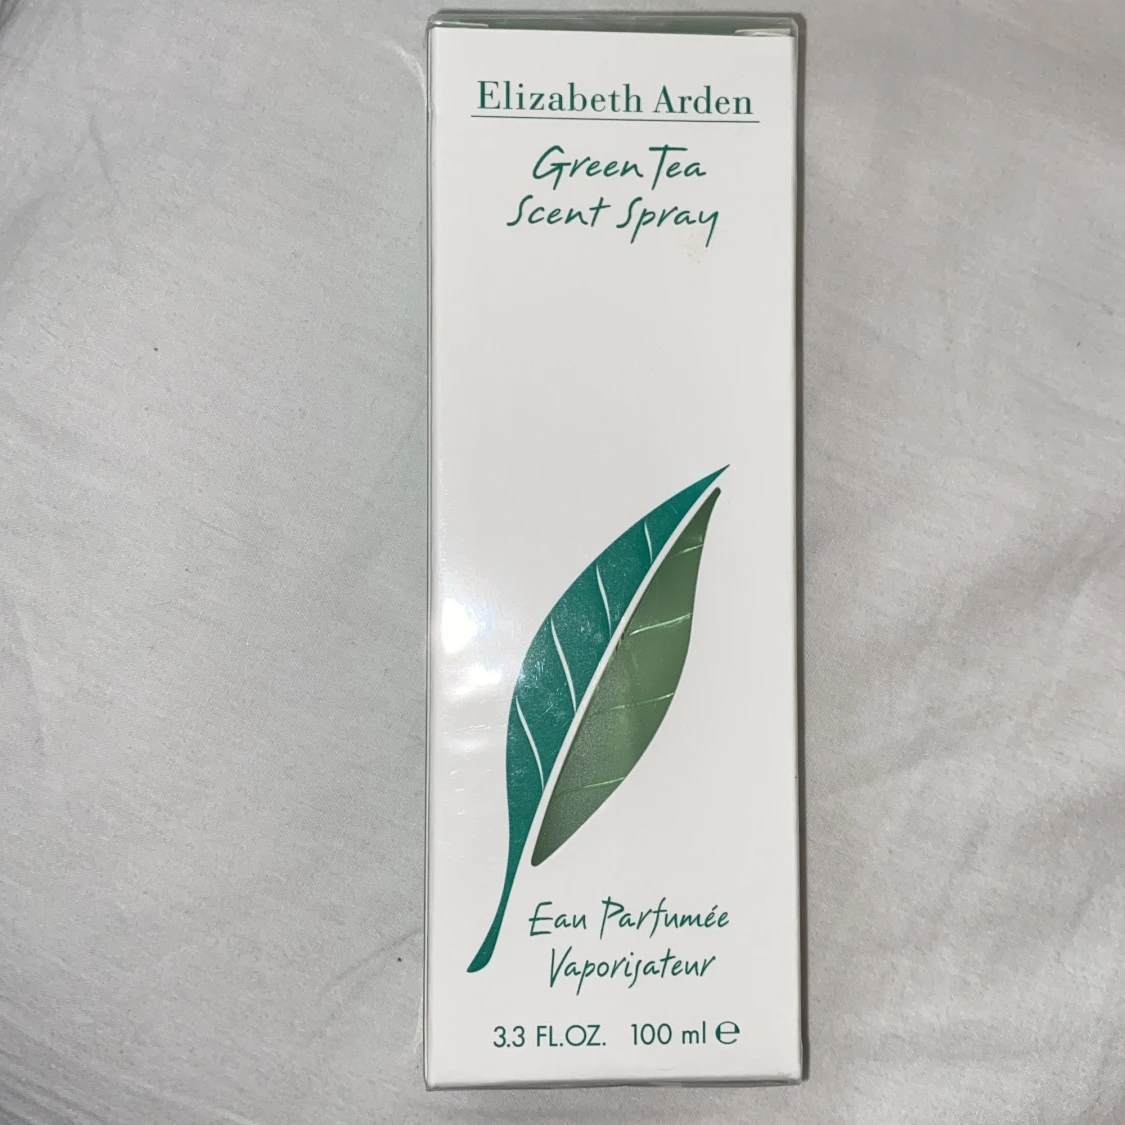 Elizabeth Arden
Green Tea
Scent Spray
Eau Parfumée
Vaporisateur
3.3 FL.OZ. 100 ml ℮